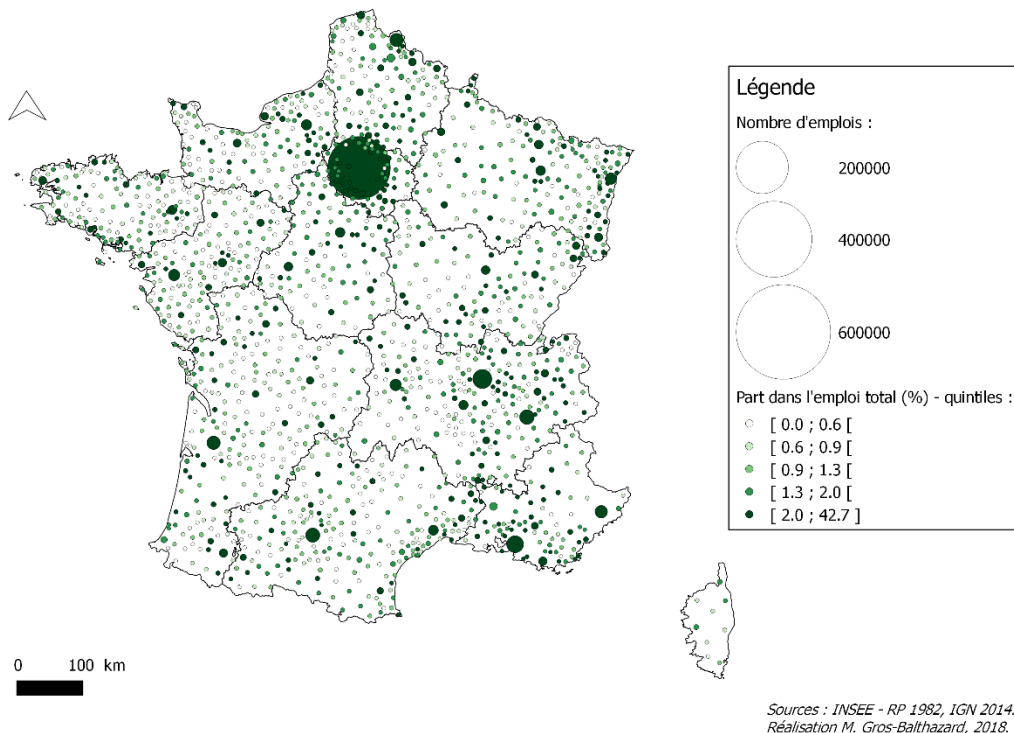 Légende
Nombre d'emplois :
200000
400000
600000
Part dans l'emploi total (%) - quintiles :
[ 0.0 ; 0.6 [
[ 0.6 ; 0.9 [
[ 0.9 ; 1.3 [
[ 1.3 ; 2.0 [
[ 2.0 ; 42.7 ]
0 100 km
Sources : INSEE - RP 1982, IGN 2014.
Réalisation M. Gros-Balthazard, 2018.